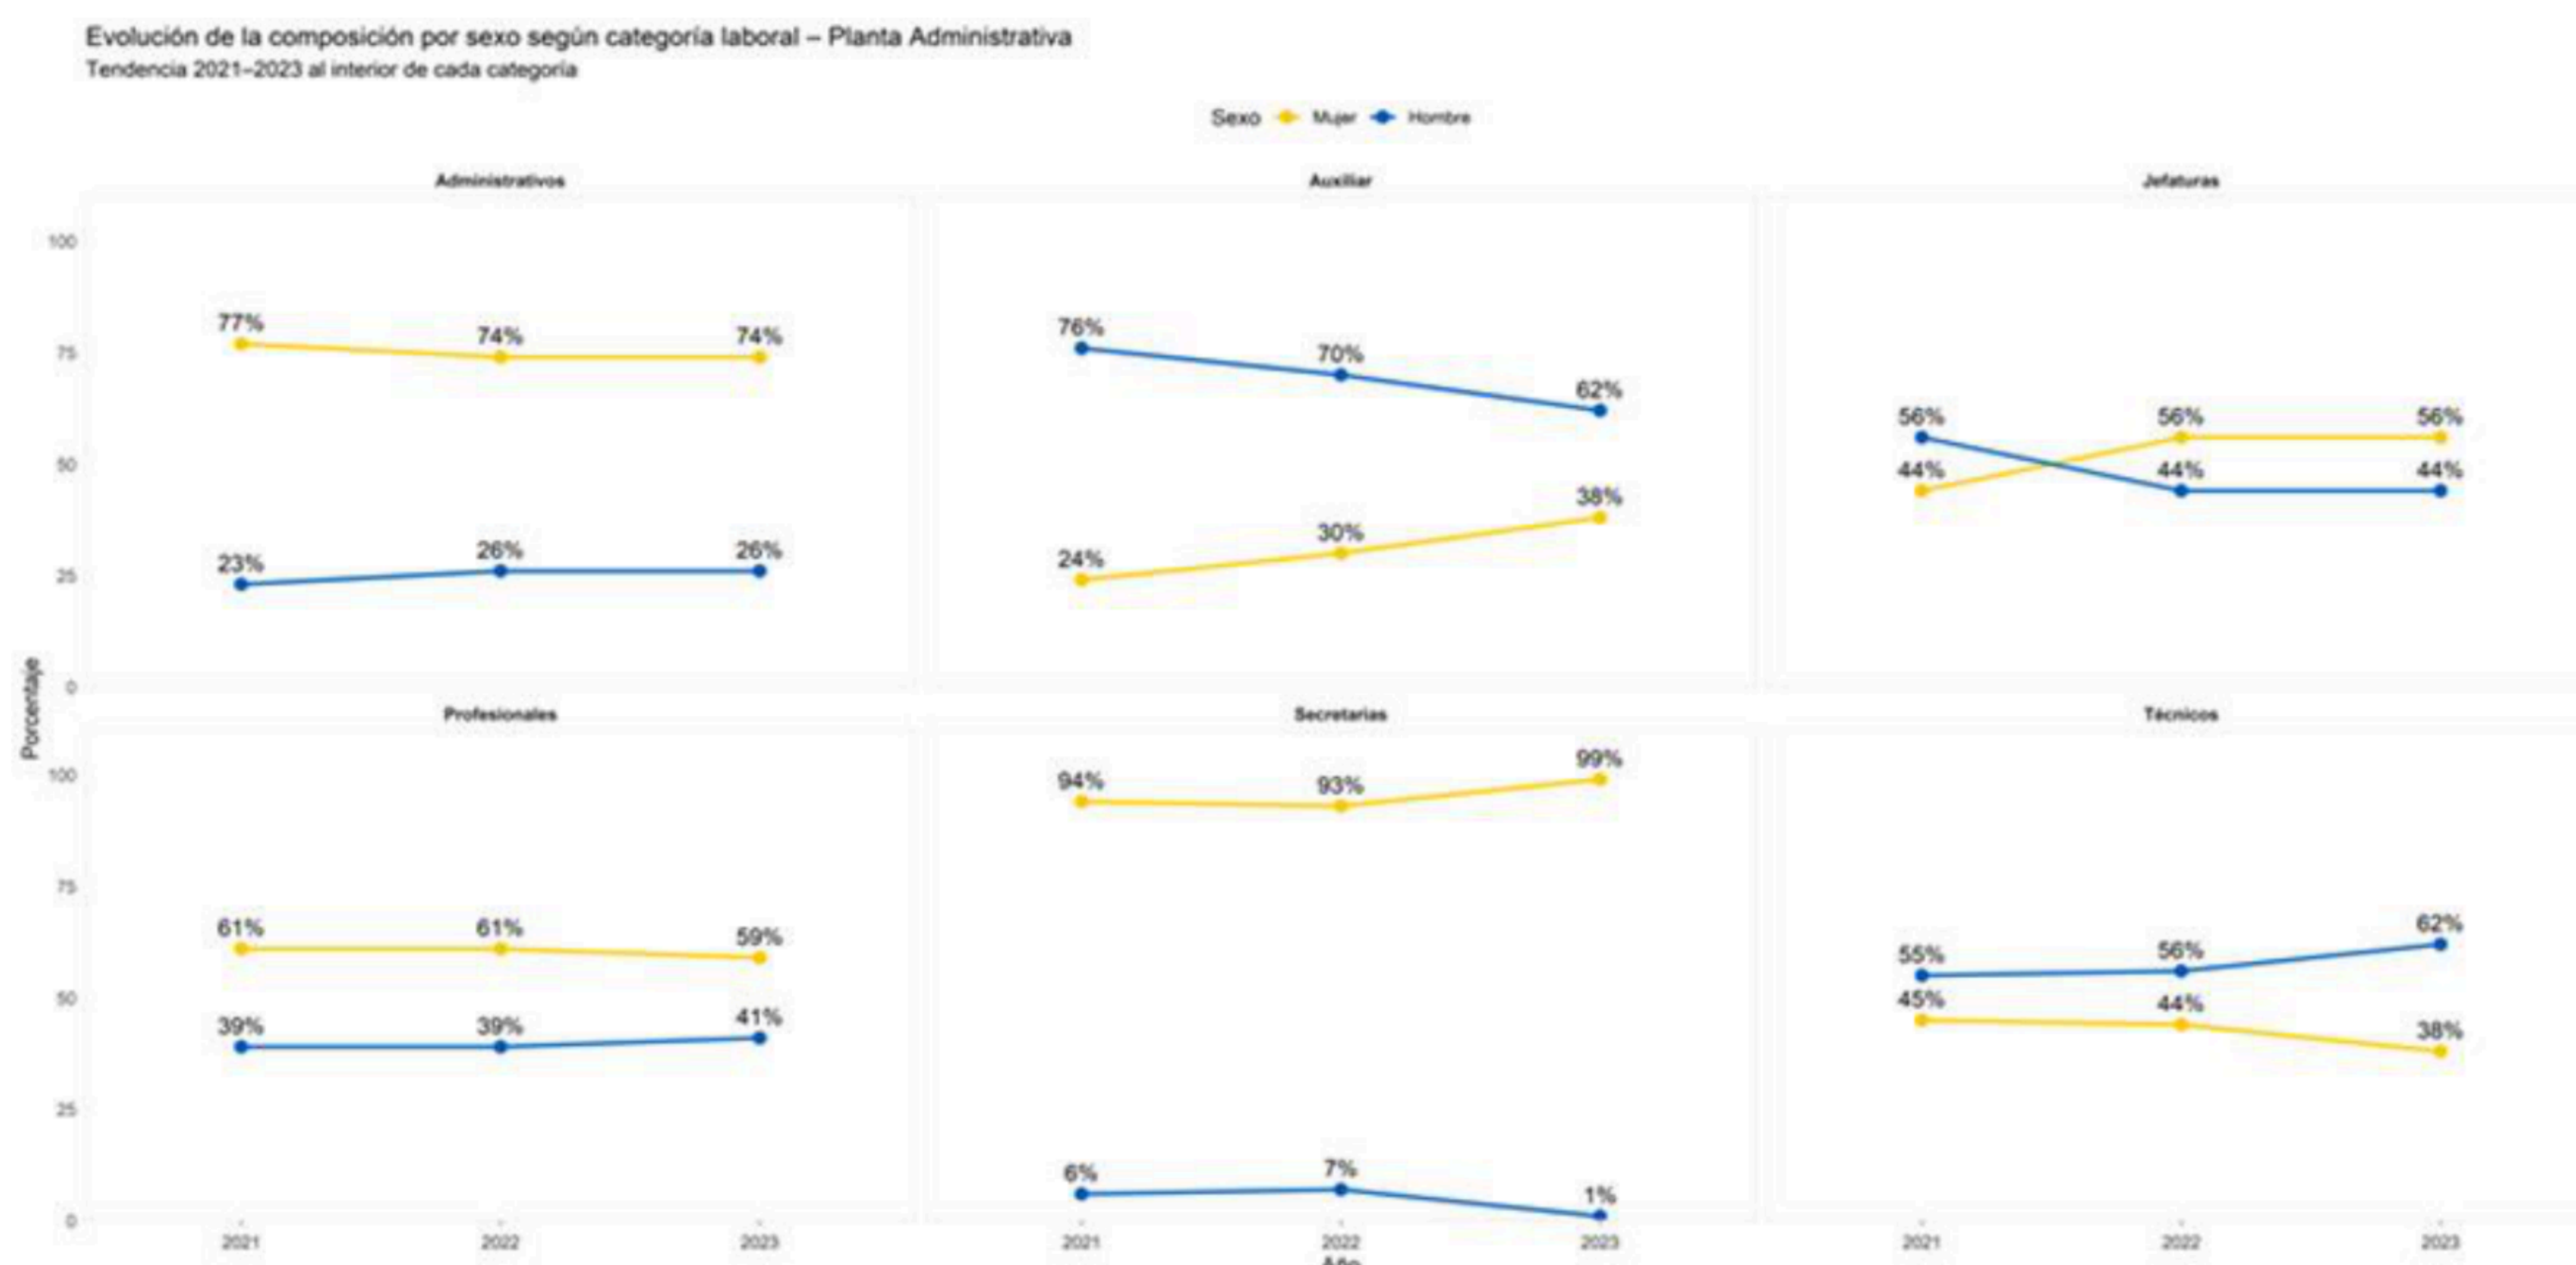 Evolución de la composición por sexo según categoría laboral – Planta Administrativa
Tendencia 2021–2023 al interior de cada categoría
Sexo Mujer Hombre
Administrativos Auxiliar Jefaturas
100
77% 74% 74% 76% 70% 62%
75
56% 56% 56%
50
44% 44% 44%
38%
30%
23% 26% 26% 24%
25
0
Porcentaje
Profesionales Secretarias Técnicos
100
94% 93% 99%
75
61% 61% 59% 55% 56% 62%
50
39% 39% 41% 45% 44% 38%
25
6% 7% 1%
0
2021 2022 2023 2021 2022 2023 2021 2022 2023
Año